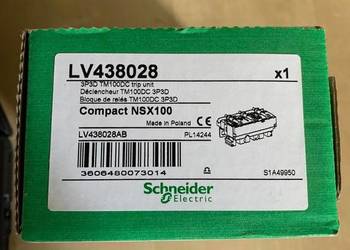 LV438028 x1
3P3D TM100DC trip unit
Déclencheur TM100DC 3P3D
Bloque de relés TM100DC 3P3D
Compact NSX100
Made in Poland
LV438028AB PL14244
3606480073014 S1A49950
Schneider
Electric